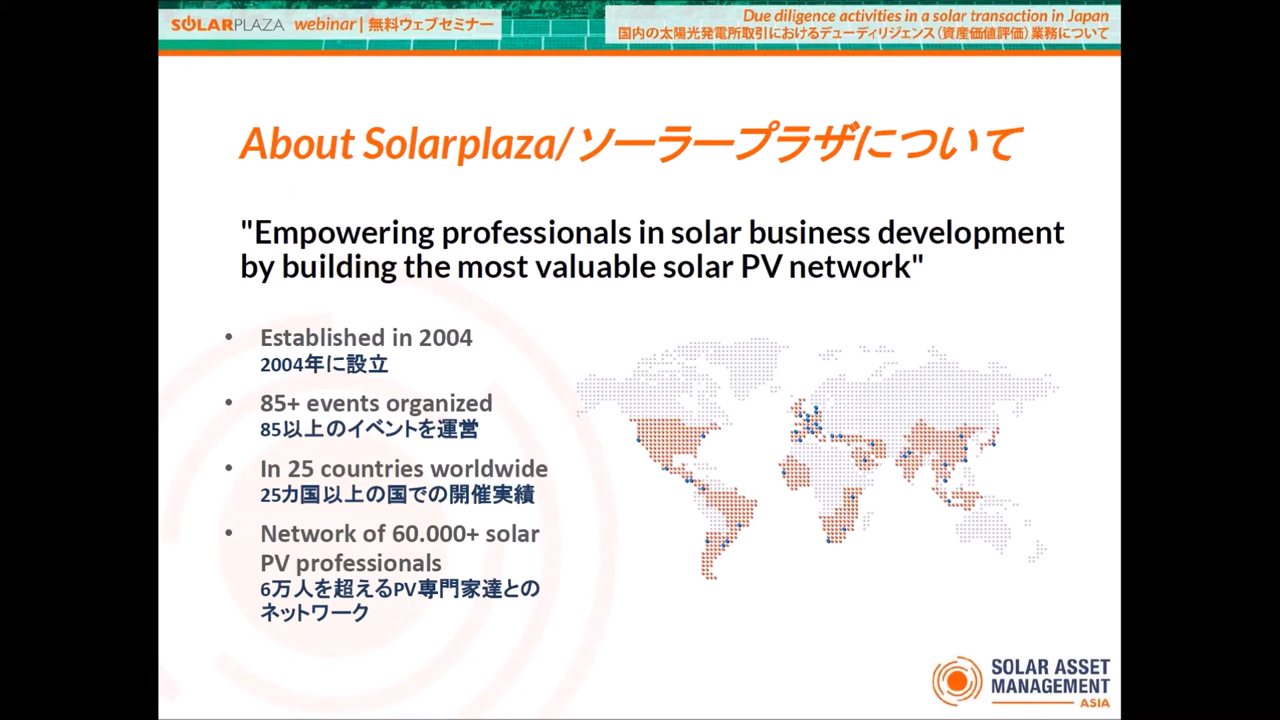 SOLARPLAZA webinar | 無料ウェブセミナー
Due diligence activities in a solar transaction in Japan
国内の太陽光発電所取引におけるデューディリジェンス（資産価値評価）業務について
About Solarplaza/ソーラープラザについて
"Empowering professionals in solar business development
by building the most valuable solar PV network"
• Established in 2004
2004年に設立
• 85+ events organized
85以上のイベントを運営
• In 25 countries worldwide
25カ国以上の国での開催実績
• Network of 60.000+ solar
PV professionals
6万人を超えるPV専門家達との
ネットワーク
SOLAR ASSET
MANAGEMENT
ASIA